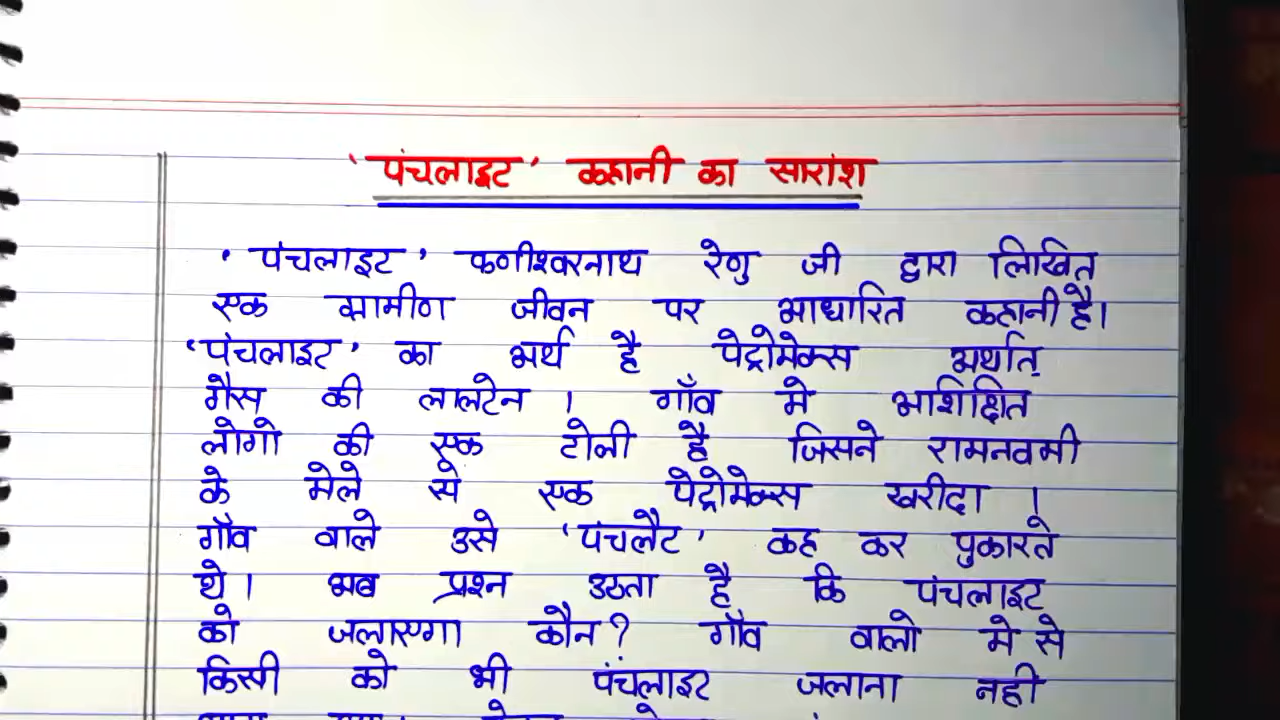 'पंचलाइट' कहानी का सारांश
'पंचलाइट' फणीश्वरनाथ रेणु जी द्वारा लिखित
एक ग्रामीण जीवन पर आधारित कहानी है।
'पंचलाइट' का अर्थ है पेट्रोमेक्स अर्थात्
गैस की लालटेन । गाँव मे अशिक्षित
लोगो की एक टोली है जिसने रामनवमी
के मेले से एक पेट्रोमेक्स खरीदा ।
गाँव वाले उसे 'पंचलैट' कह कर पुकारते
थे। अब प्रश्न उठता है कि पंचलाइट
को जलाएगा कौन? गाँव वालो मे से
किसी को भी पंचलाइट जलाना नही